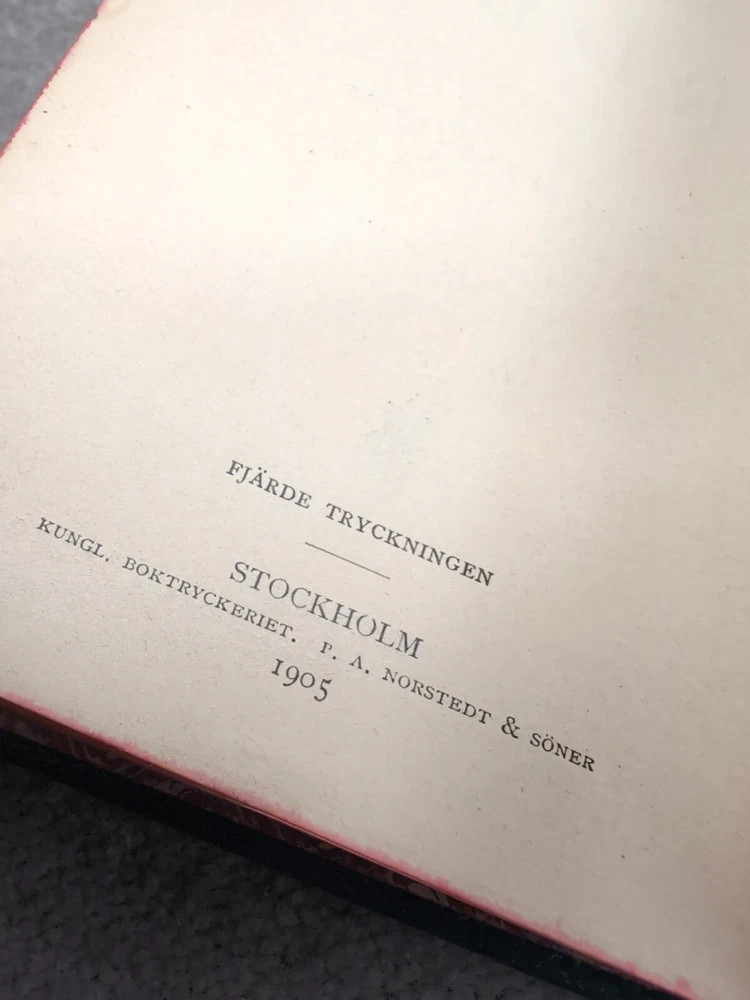 FJÄRDE TRYCKNINGEN
STOCKHOLM
KUNGL. BOKTRYCKERIET. P. A. NORSTEDT & SÖNER
1905